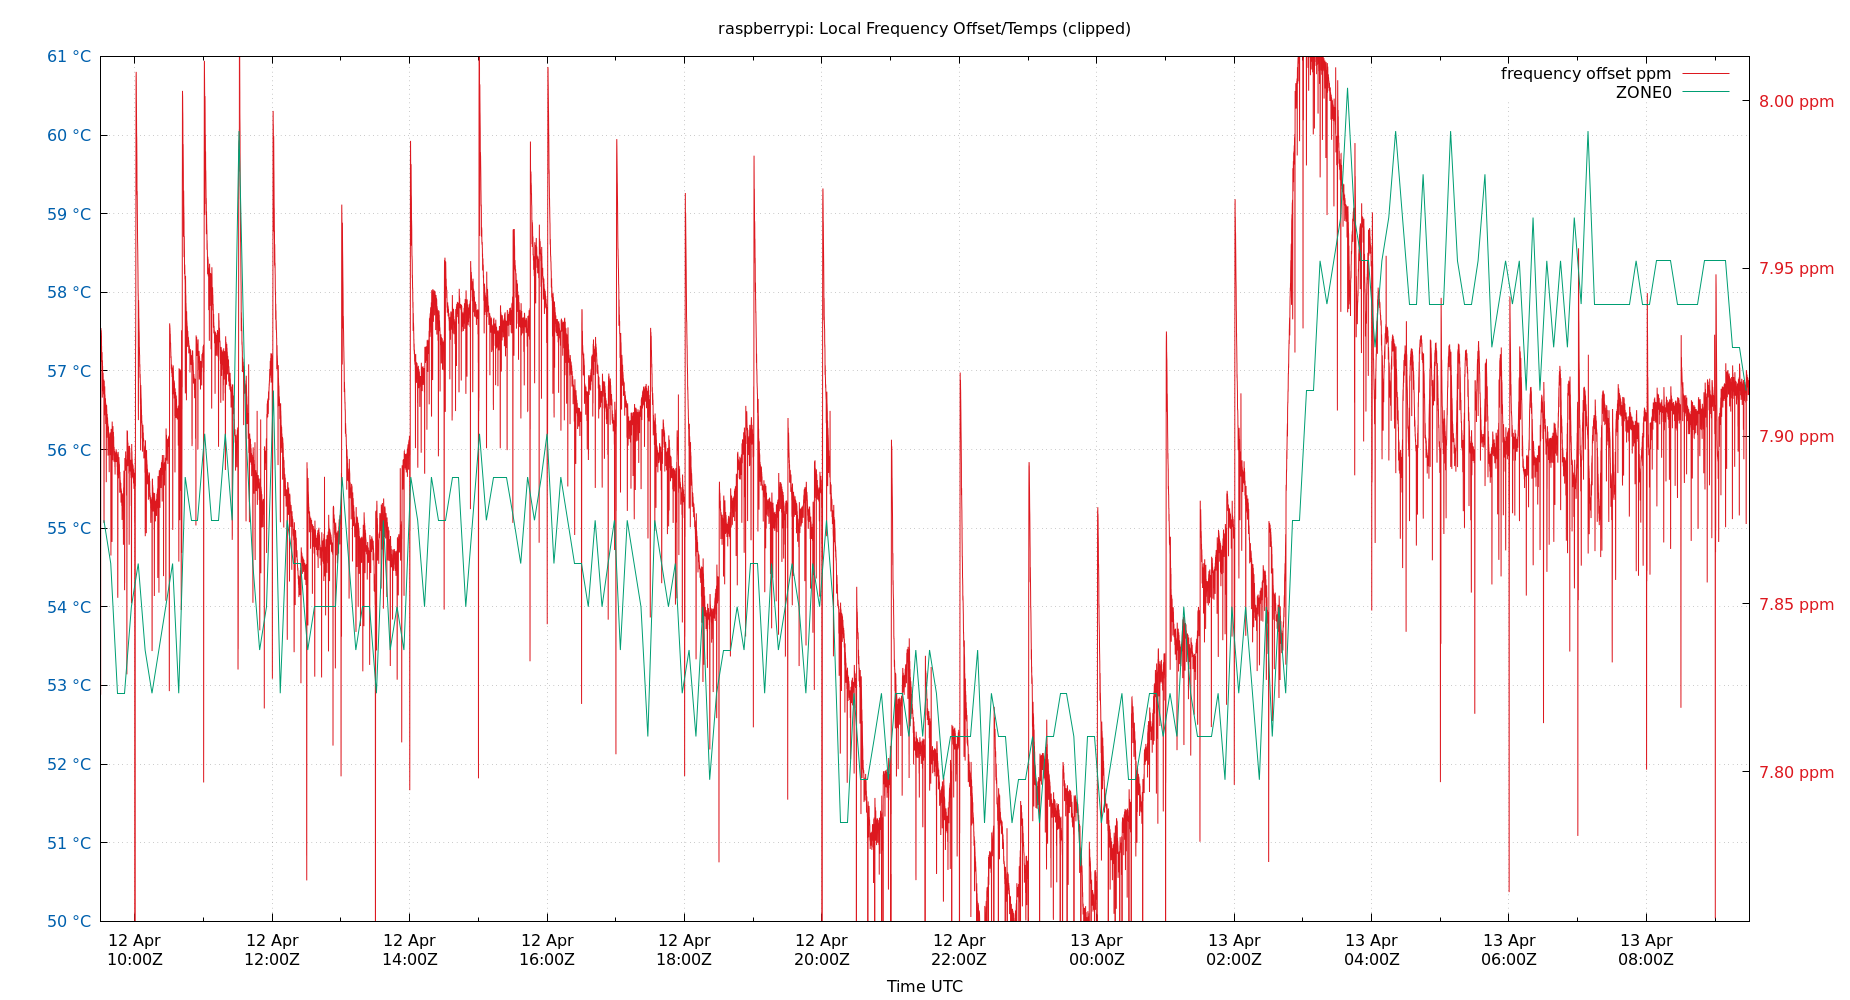 raspberrypi: Local Frequency Offset/Temps (clipped)
61 °C
60 °C
59 °C
58 °C
57 °C
56 °C
55 °C
54 °C
53 °C
52 °C
51 °C
50 °C
frequency offset ppm
ZONE0
8.00 ppm
7.95 ppm
7.90 ppm
7.85 ppm
7.80 ppm
12 Apr 12 Apr 12 Apr 12 Apr 12 Apr 12 Apr 12 Apr 13 Apr 13 Apr 13 Apr 13 Apr 13 Apr
10:00Z 12:00Z 14:00Z 16:00Z 18:00Z 20:00Z 22:00Z 00:00Z 02:00Z 04:00Z 06:00Z 08:00Z
Time UTC